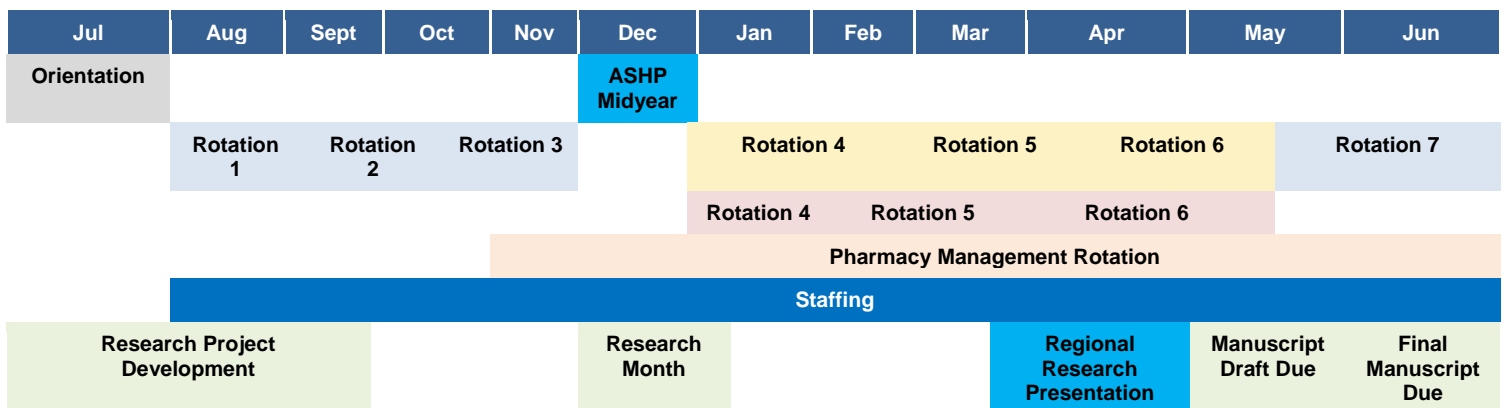 Jul Aug Sept Oct Nov Dec Jan Feb Mar Apr May Jun
Orientation ASHP
Midyear
Rotation Rotation Rotation 3 Rotation 4 Rotation 5 Rotation 6 Rotation 7
1 2
Rotation 4 Rotation 5 Rotation 6
Pharmacy Management Rotation
Staffing
Research Project Research Regional Manuscript Final
Development Month Research Draft Due Manuscript
Presentation Due